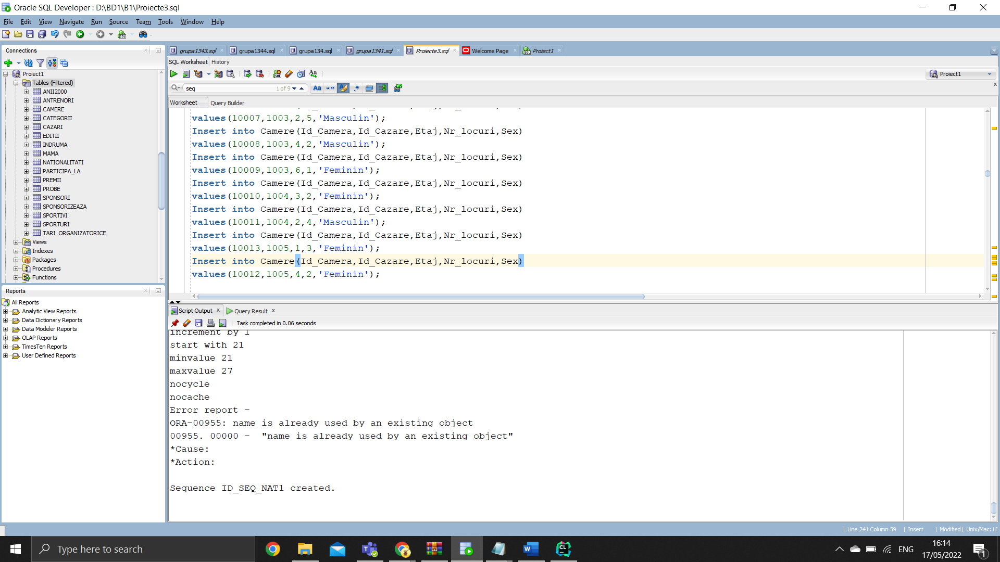 Oracle SQL Developer : D:\BD1\B1\Proiecte3.sql
File Edit View Navigate Run Source Team Tools Window Help
Connections
Proiect1
Tables (Filtered)
ANII2000
ANTRENORI
CAMERE
CATEGORII
CAZARI
EDITII
INDRUMA
MAMA
NATIONALITATI
PARTICIPA_LA
PREMII
PROBE
SPONSORI
SPONSORIZEAZA
SPORTIVI
SPORTURI
TARI_ORGANIZATORICE
Views
Indexes
Packages
Procedures
Functions
Reports
All Reports
Analytic View Reports
Data Dictionary Reports
Data Modeler Reports
OLAP Reports
TimesTen Reports
User Defined Reports
grupa1343.sql grupa1344.sql grupa134.sql grupa1341.sql Proiecte3.sql Welcome Page Proiect1
SQL Worksheet History
Proiect1
seq 1 of 9
Worksheet Query Builder
values(10007,1003,2,5,'Masculin');
Insert into Camere(Id_Camera,Id_Cazare,Etaj,Nr_locuri,Sex)
values(10008,1003,4,2,'Masculin');
Insert into Camere(Id_Camera,Id_Cazare,Etaj,Nr_locuri,Sex)
values(10009,1003,6,1,'Feminin');
Insert into Camere(Id_Camera,Id_Cazare,Etaj,Nr_locuri,Sex)
values(10010,1004,3,2,'Feminin');
Insert into Camere(Id_Camera,Id_Cazare,Etaj,Nr_locuri,Sex)
values(10011,1004,2,4,'Masculin');
Insert into Camere(Id_Camera,Id_Cazare,Etaj,Nr_locuri,Sex)
values(10013,1005,1,3,'Feminin');
Insert into Camere(Id_Camera,Id_Cazare,Etaj,Nr_locuri,Sex)
values(10012,1005,4,2,'Feminin');
Script Output Query Result
Task completed in 0.06 seconds
increment by 1
start with 21
minvalue 21
maxvalue 27
nocycle
nocache
Error report -
ORA-00955: name is already used by an existing object
00955. 00000 - "name is already used by an existing object"
*Cause:
*Action:
Sequence ID_SEQ_NAT1 created.
Line 241 Column 59 | Insert | Modified | Unix/Mac: LF
Type here to search
ENG
16:14
17/05/2022
1